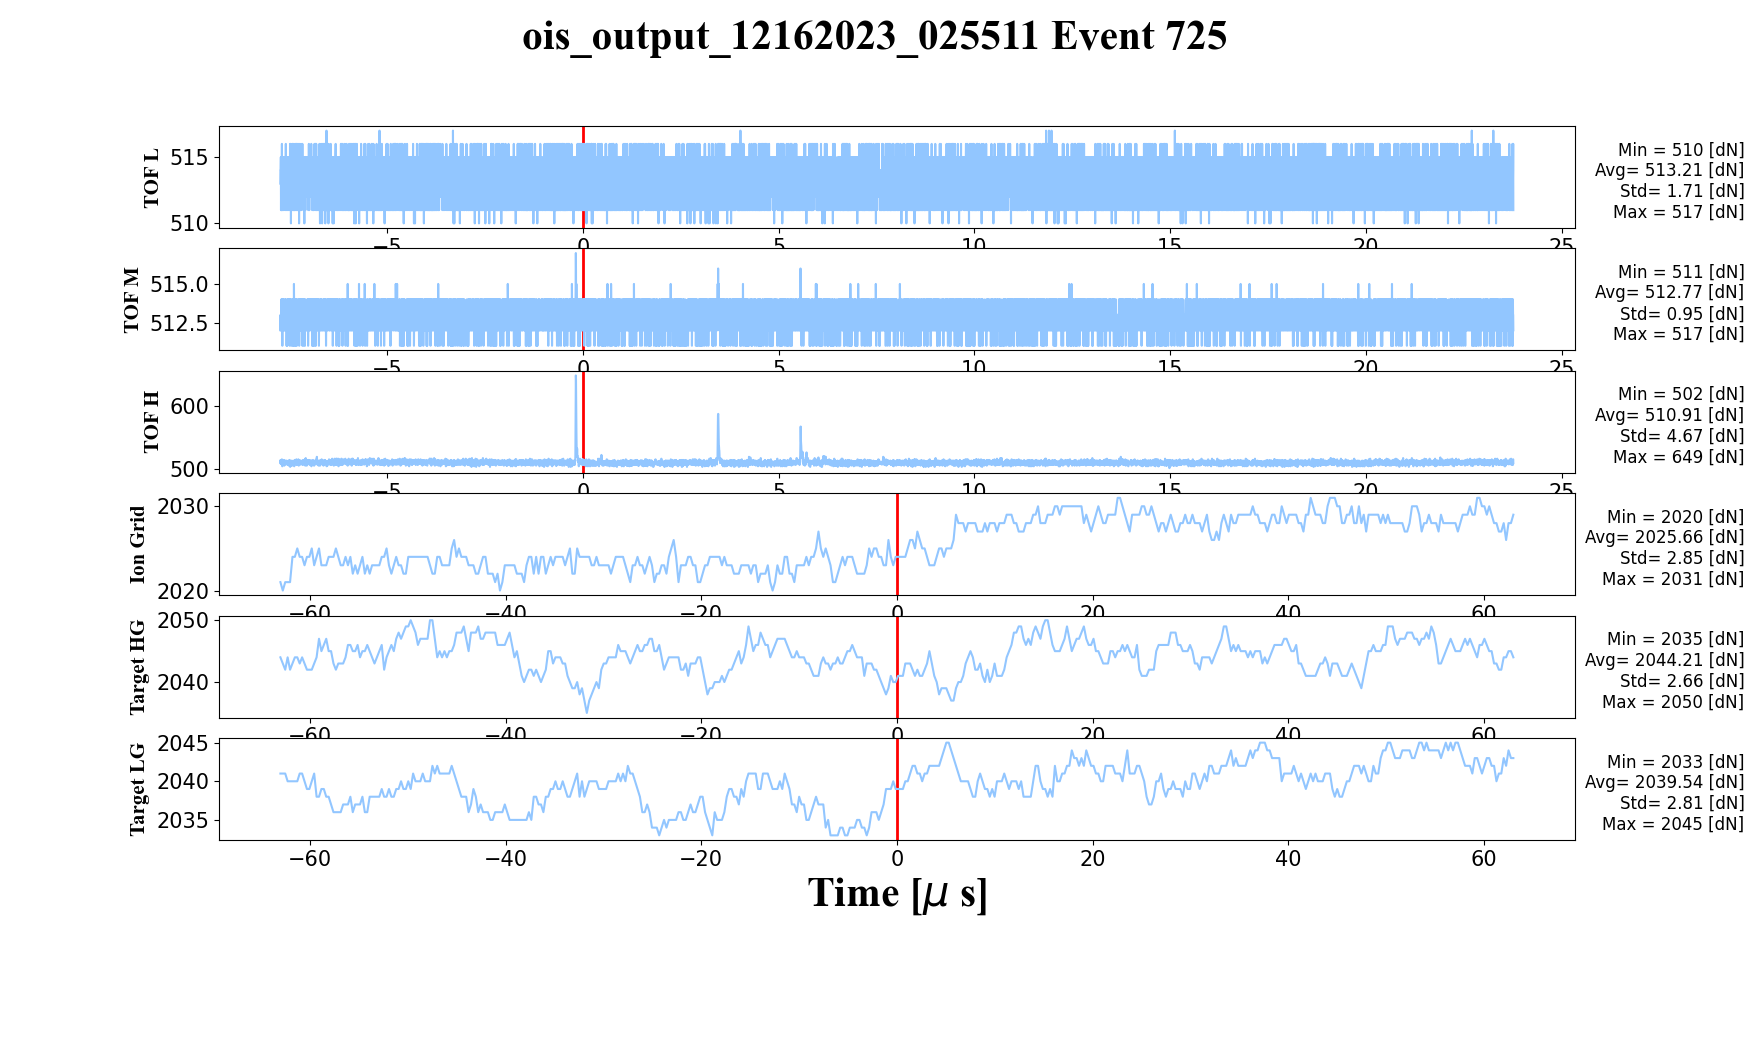 ois_output_12162023_025511 Event 725
TOF L
515
510
−5 0 5 10 15 20 25
Min = 510 [dN]
Avg= 513.21 [dN]
Std= 1.71 [dN]
Max = 517 [dN]
TOF M
515.0
512.5
−5 0 5 10 15 20 25
Min = 511 [dN]
Avg= 512.77 [dN]
Std= 0.95 [dN]
Max = 517 [dN]
TOF H
600
500
−5 0 5 10 15 20 25
Min = 502 [dN]
Avg= 510.91 [dN]
Std= 4.67 [dN]
Max = 649 [dN]
Ion Grid
2030
2020
−60 −40 −20 0 20 40 60
Min = 2020 [dN]
Avg= 2025.66 [dN]
Std= 2.85 [dN]
Max = 2031 [dN]
Target HG
2050
2040
−60 −40 −20 0 20 40 60
Min = 2035 [dN]
Avg= 2044.21 [dN]
Std= 2.66 [dN]
Max = 2050 [dN]
Target LG
2045
2040
2035
−60 −40 −20 0 20 40 60
Min = 2033 [dN]
Avg= 2039.54 [dN]
Std= 2.81 [dN]
Max = 2045 [dN]
Time [μ s]